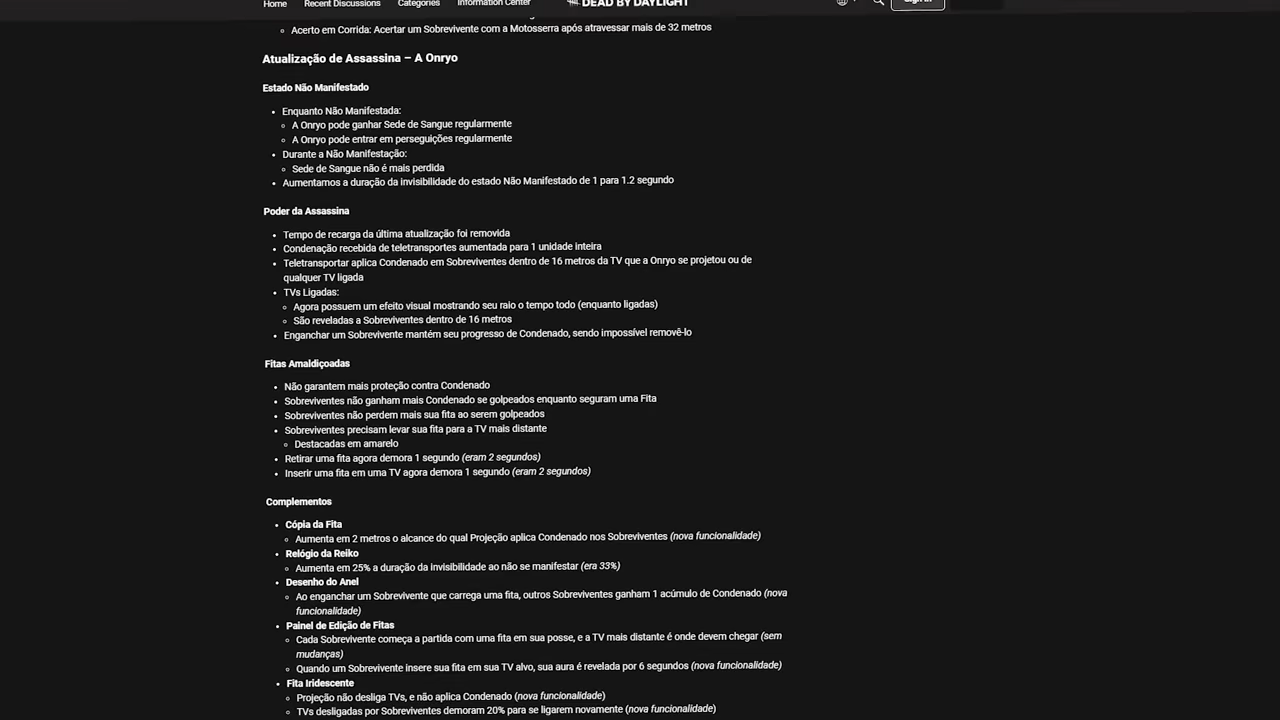 Home Recent Discussions Categories Information Center DEAD BY DAYLIGHT
Acerto em Corrida: Acertar um Sobrevivente com a Motosserra após atravessar mais de 32 metros
Atualização de Assassina – A Onryo
Estado Não Manifestado
Enquanto Não Manifestada:
A Onryo pode ganhar Sede de Sangue regularmente
A Onryo pode entrar em perseguições regularmente
Durante a Não Manifestação:
Sede de Sangue não é mais perdida
Aumentamos a duração da invisibilidade do estado Não Manifestado de 1 para 1.2 segundo
Poder da Assassina
Tempo de recarga da última atualização foi removida
Condenação recebida de teletransportes aumentada para 1 unidade inteira
Teletransportar aplica Condenado em Sobreviventes dentro de 16 metros da TV que a Onryo se projetou ou de
qualquer TV ligada
TVs Ligadas:
Agora possuem um efeito visual mostrando seu raio o tempo todo (enquanto ligadas)
São reveladas a Sobreviventes dentro de 16 metros
Enganchar um Sobrevivente mantém seu progresso de Condenado, sendo impossível removê-lo
Fitas Amaldiçoadas
Não garantem mais proteção contra Condenado
Sobreviventes não ganham mais Condenado se golpeados enquanto seguram uma Fita
Sobreviventes não perdem mais sua fita ao serem golpeados
Sobreviventes precisam levar sua fita para a TV mais distante
Destacadas em amarelo
Retirar uma fita agora demora 1 segundo (eram 2 segundos)
Inserir uma fita em uma TV agora demora 1 segundo (eram 2 segundos)
Complementos
Cópia da Fita
Aumenta em 2 metros o alcance do qual Projeção aplica Condenado nos Sobreviventes (nova funcionalidade)
Relógio da Reiko
Aumenta em 25% a duração da invisibilidade ao não se manifestar (era 33%)
Desenho do Anel
Ao enganchar um Sobrevivente que carrega uma fita, outros Sobreviventes ganham 1 acúmulo de Condenado (nova
funcionalidade)
Painel de Edição de Fitas
Cada Sobrevivente começa a partida com uma fita em sua posse, e a TV mais distante é onde devem chegar (sem
mudanças)
Quando um Sobrevivente insere sua fita em sua TV alvo, sua aura é revelada por 6 segundos (nova funcionalidade)
Fita Iridescente
Projeção não desliga TVs, e não aplica Condenado (nova funcionalidade)
TVs desligadas por Sobreviventes demoram 20% para se ligarem novamente (nova funcionalidade)